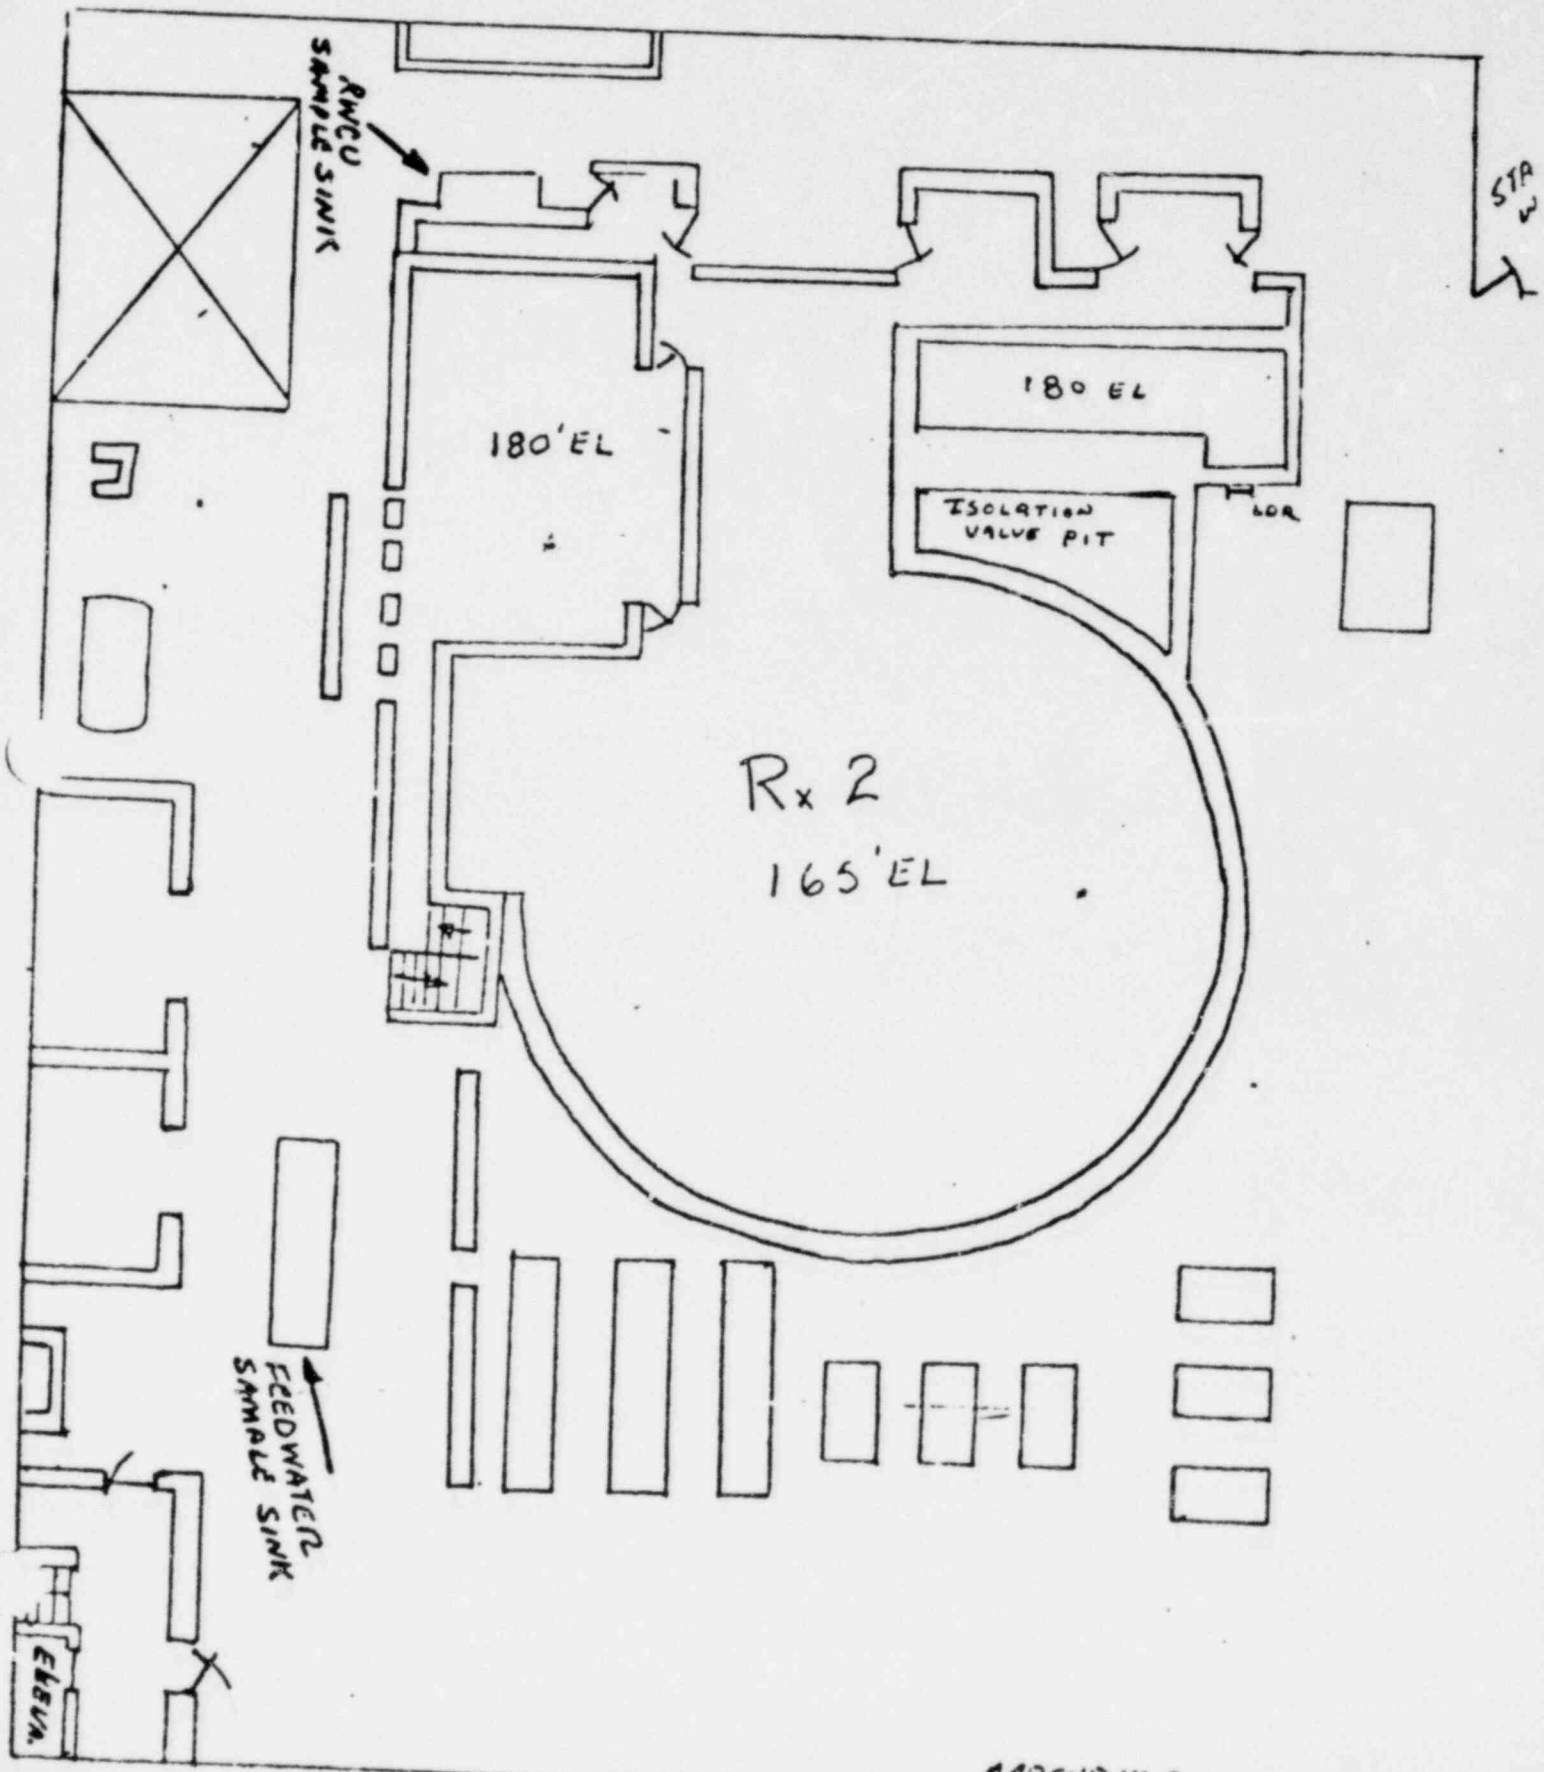 RWCU
SAMPLE SINK
180'EL
180 EL
ISOLATION
VALVE PIT
LDR
Rx 2
165'EL
FEEDWATER
SAMPLE SINK
ELEVA.